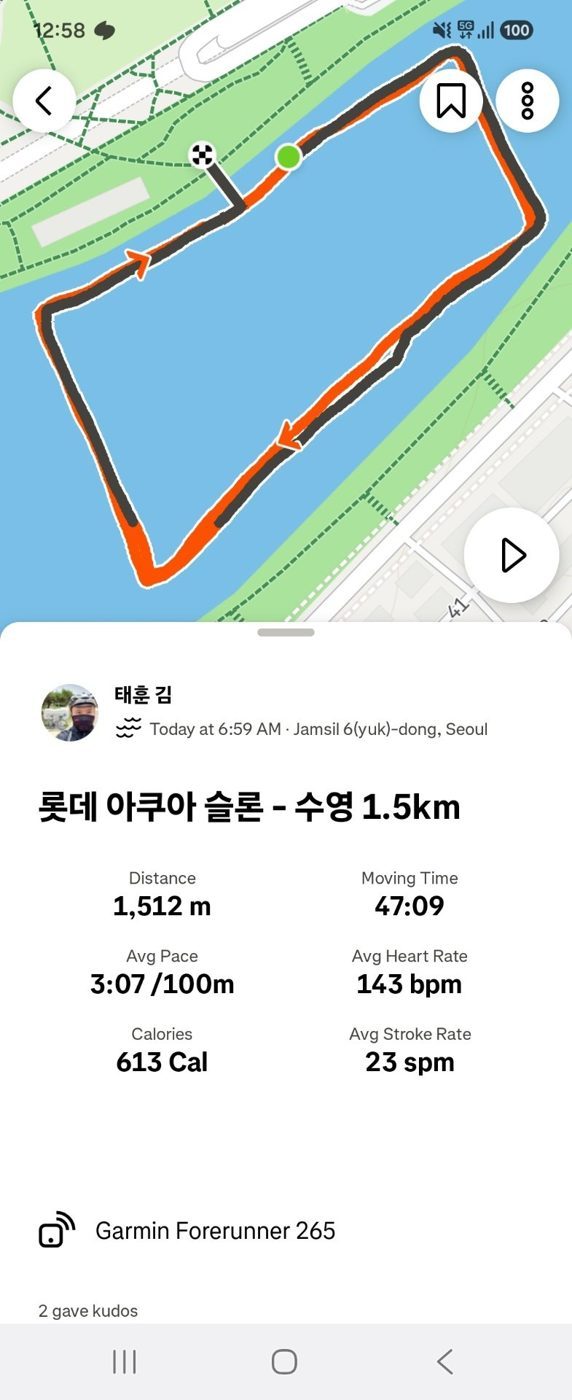 12:58
5G
100
41
태훈 김
Today at 6:59 AM · Jamsil 6(yuk)-dong, Seoul
롯데 아쿠아 슬론 - 수영 1.5km
Distance
Moving Time
1,512 m
47:09
Avg Pace
Avg Heart Rate
3:07 /100m
143 bpm
Calories
Avg Stroke Rate
613 Cal
23 spm
Garmin Forerunner 265
2 gave kudos